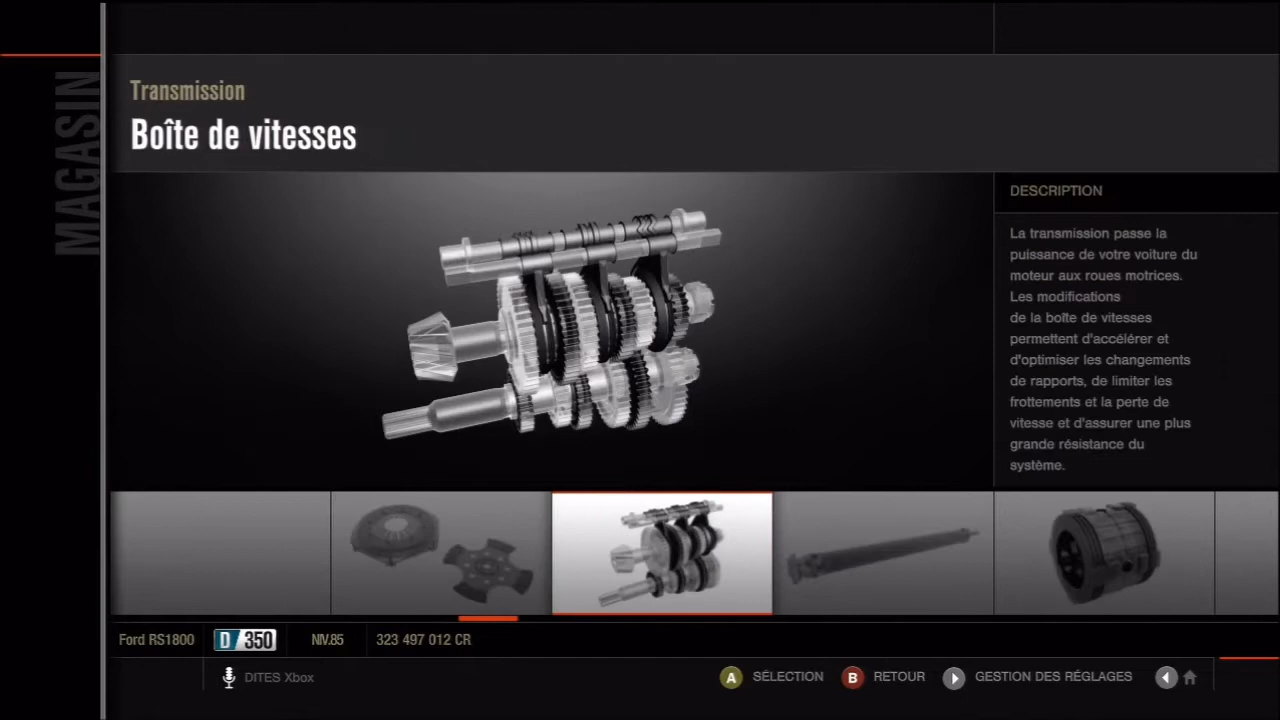 MAGASIN
Transmission
Boîte de vitesses
DESCRIPTION
La transmission passe la
puissance de votre voiture du
moteur aux roues motrices.
Les modifications
de la boîte de vitesses
permettent d'accélérer et
d'optimiser les changements
de rapports, de limiter les
frottements et la perte de
vitesse et d'assurer une plus
grande résistance du
système.
Ford RS1800 D 350 NIV.85 323 497 012 CR
DITES Xbox A SÉLECTION B RETOUR GESTION DES RÉGLAGES